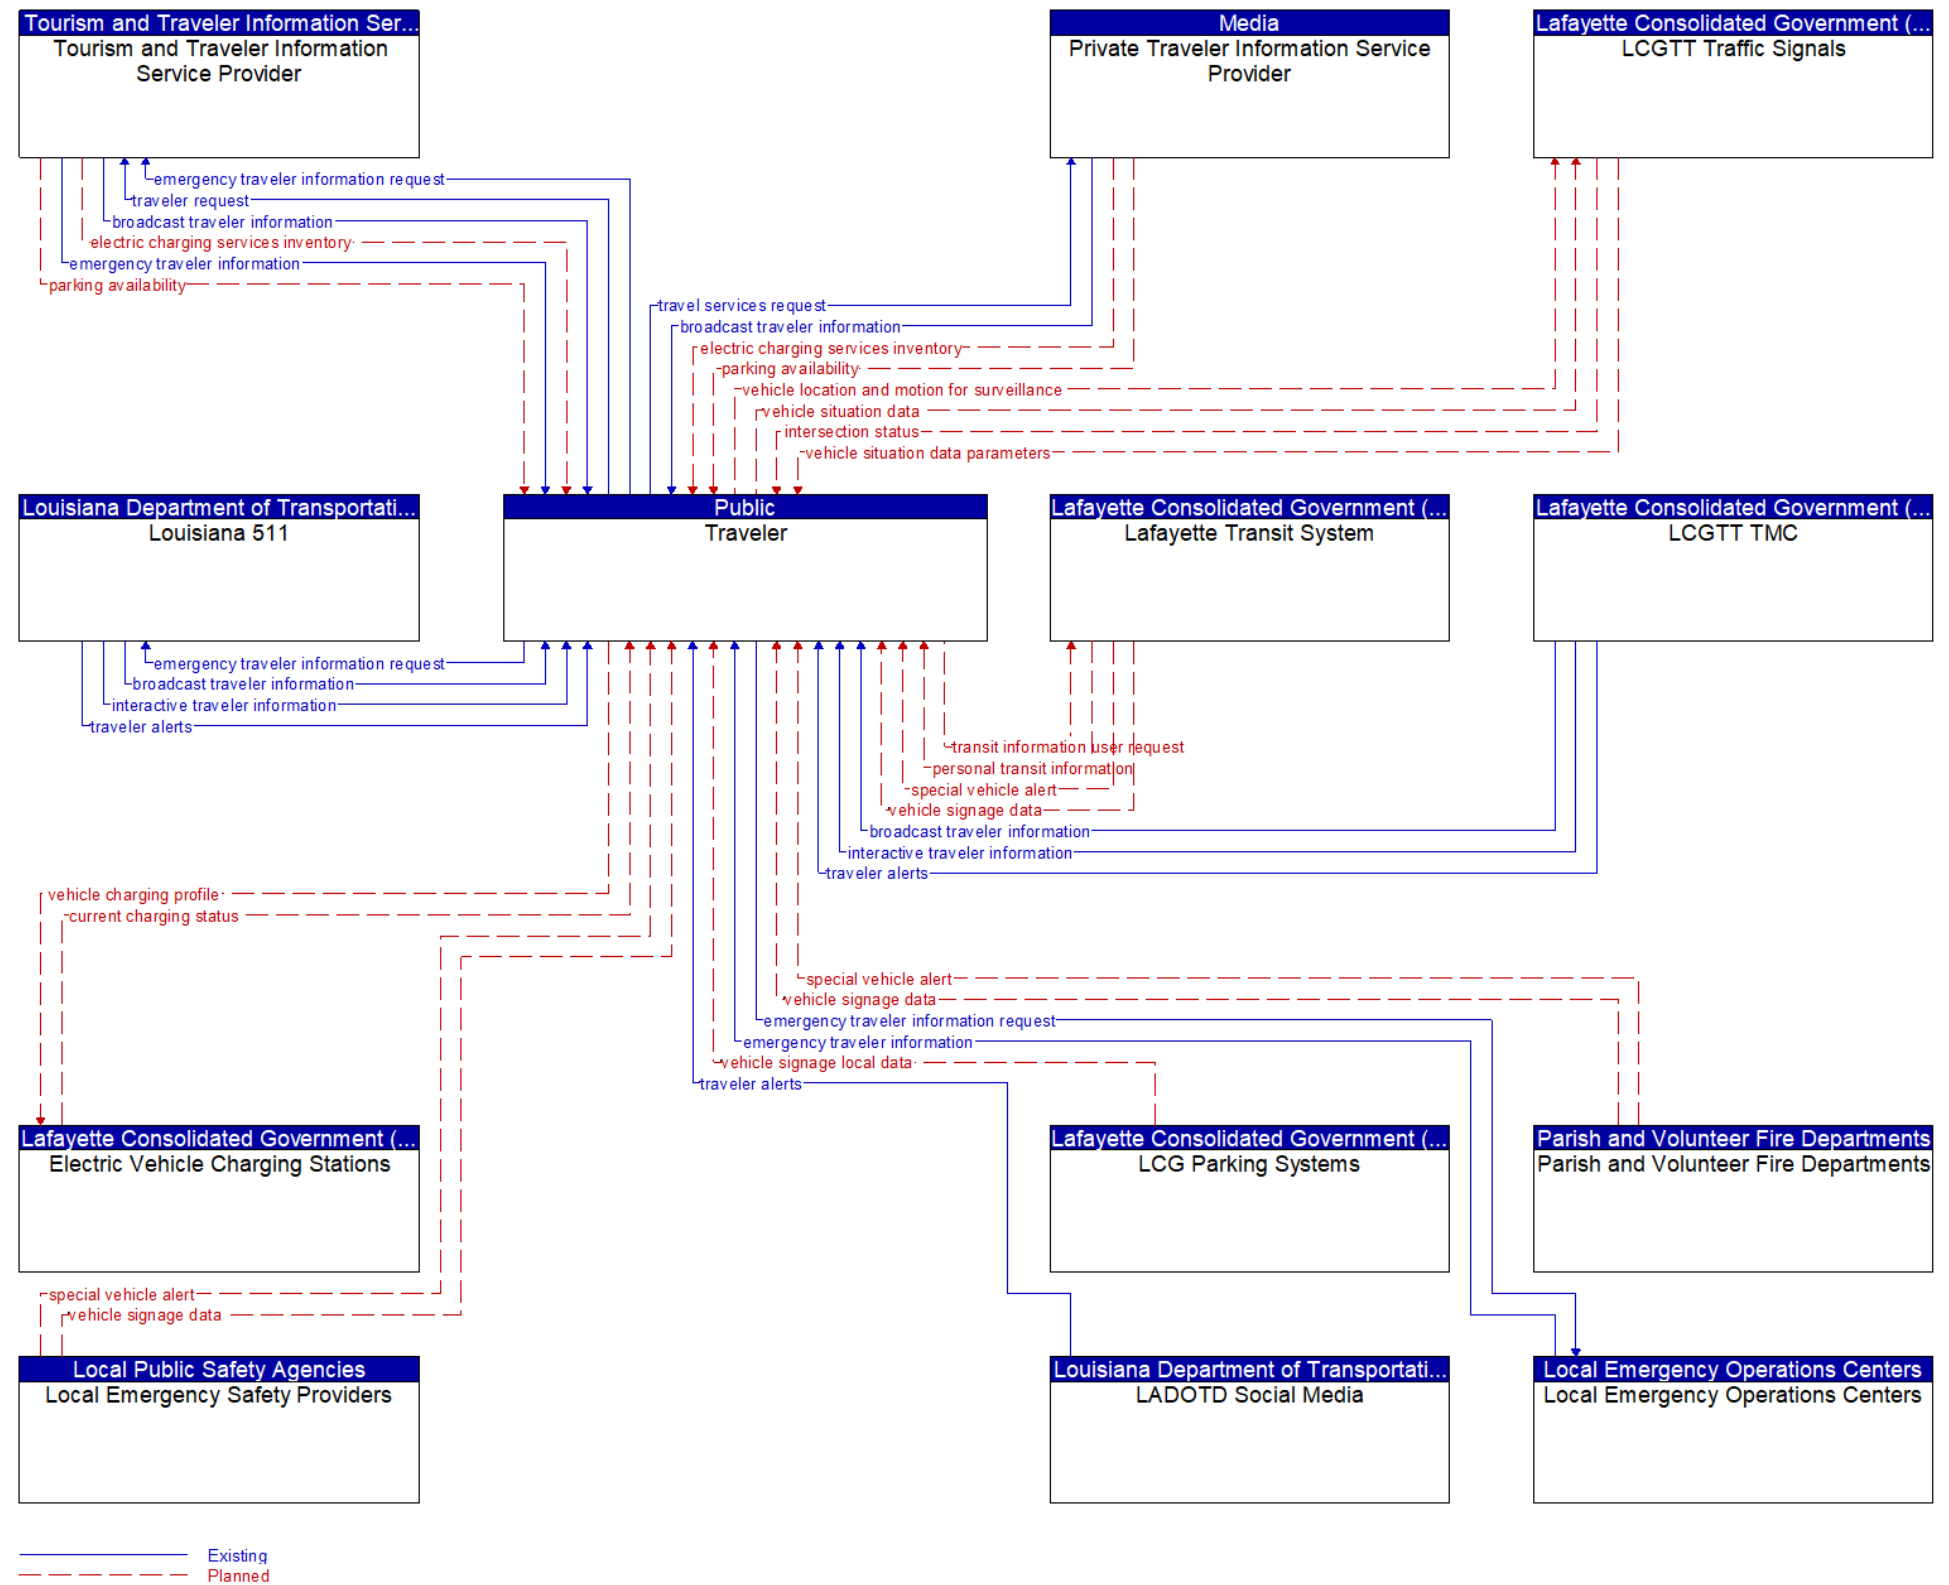 Tourism and Traveler Information Ser...
Tourism and Traveler Information
Service Provider
Media
Private Traveler Information Service
Provider
Lafayette Consolidated Government (...
LCGTT Traffic Signals
emergency traveler information request
traveler request
broadcast traveler information
electric charging services inventory
emergency traveler information
parking availability
travel services request
broadcast traveler information
electric charging services inventory
parking availability
vehicle location and motion for surveillance
vehicle situation data
intersection status
vehicle situation data parameters
Louisiana Department of Transportati...
Louisiana 511
Public
Traveler
Lafayette Consolidated Government (...
Lafayette Transit System
Lafayette Consolidated Government (...
LCGTT TMC
emergency traveler information request
broadcast traveler information
interactive traveler information
traveler alerts
transit information user request
personal transit information
special vehicle alert
vehicle signage data
broadcast traveler information
interactive traveler information
traveler alerts
vehicle charging profile
current charging status
special vehicle alert
vehicle signage data
emergency traveler information request
emergency traveler information
vehicle signage local data
traveler alerts
Lafayette Consolidated Government (...
Electric Vehicle Charging Stations
Lafayette Consolidated Government (...
LCG Parking Systems
Parish and Volunteer Fire Departments
Parish and Volunteer Fire Departments
special vehicle alert
vehicle signage data
Local Public Safety Agencies
Local Emergency Safety Providers
Louisiana Department of Transportati...
LADOTD Social Media
Local Emergency Operations Centers
Local Emergency Operations Centers
Existing
Planned